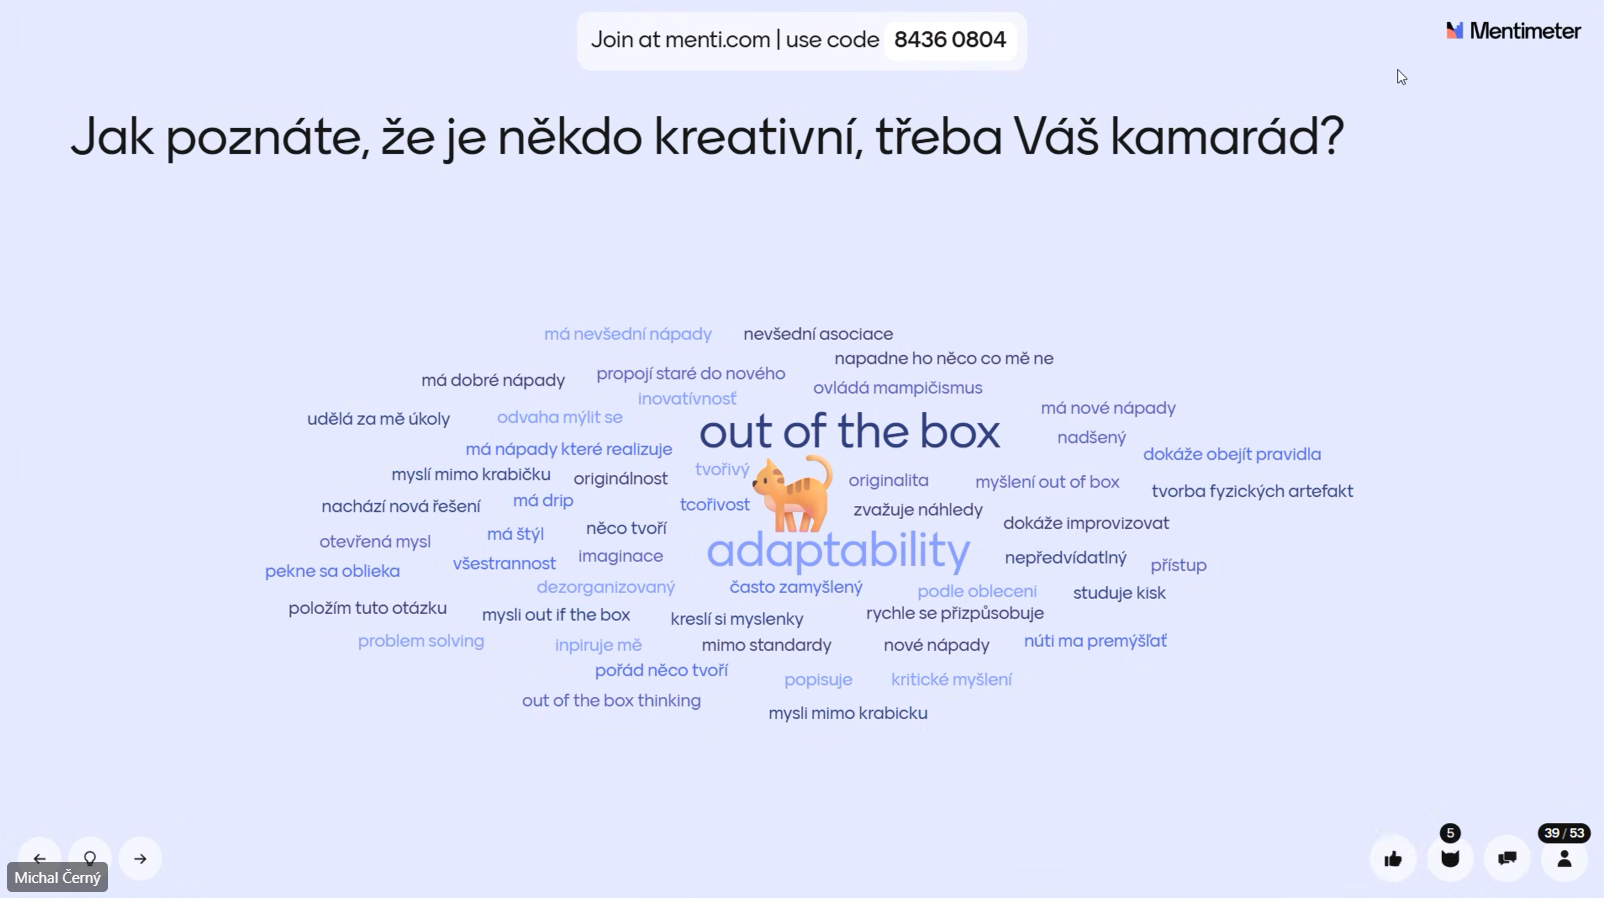 Join at menti.com | use code 8436 0804
Mentimeter
Jak poznáte, že je někdo kreativní, třeba Váš kamarád?
má nevšední nápady
nevšední asociace
napadne ho něco co mě ne
má dobré nápady
propojí staré do nového
ovládá mampičismus
inovatívnosť
má nové nápady
udělá za mě úkoly
odvaha mýlit se
out of the box
nadšený
má nápady které realizuje
dokáže obejít pravidla
tvořivý
myslí mimo krabičku
originálnost
originalita
myšlení out of box
tvorba fyzických artefakt
nachází nová řešení
má drip
tcořivost
zvažuje náhledy
dokáže improvizovat
má štýl
něco tvoří
otevřená mysl
imaginace
adaptability
nepředvídatlný
přístup
pekne sa oblieka
všestrannost
dezorganizovaný
často zamyšlený
podle obleceni
studuje kisk
položím tuto otázku
mysli out if the box
kreslí si myslenky
rychle se přizpůsobuje
problem solving
inpiruje mě
mimo standardy
nové nápady
núti ma premýšľať
pořád něco tvoří
popisuje
kritické myšlení
out of the box thinking
mysli mimo krabicku
5
39 / 53
Michal Černý